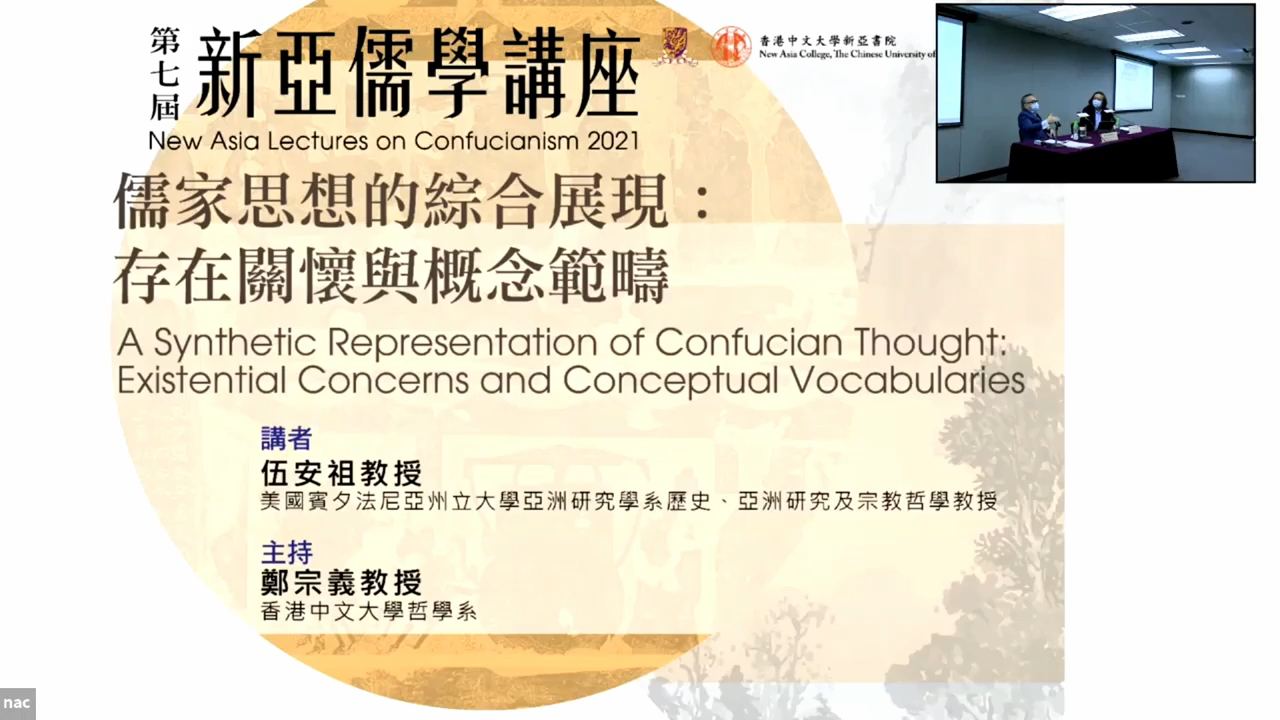 第七屆
新亞儒學講座
New Asia Lectures on Confucianism 2021
香港中文大學新亞書院
New Asia College, The Chinese University of
儒家思想的綜合展現：
存在關懷與概念範疇
A Synthetic Representation of Confucian Thought:
Existential Concerns and Conceptual Vocabularies
講者
伍安祖教授
美國賓夕法尼亞州立大學亞洲研究學系歷史、亞洲研究及宗教哲學教授
主持
鄭宗義教授
香港中文大學哲學系
nac